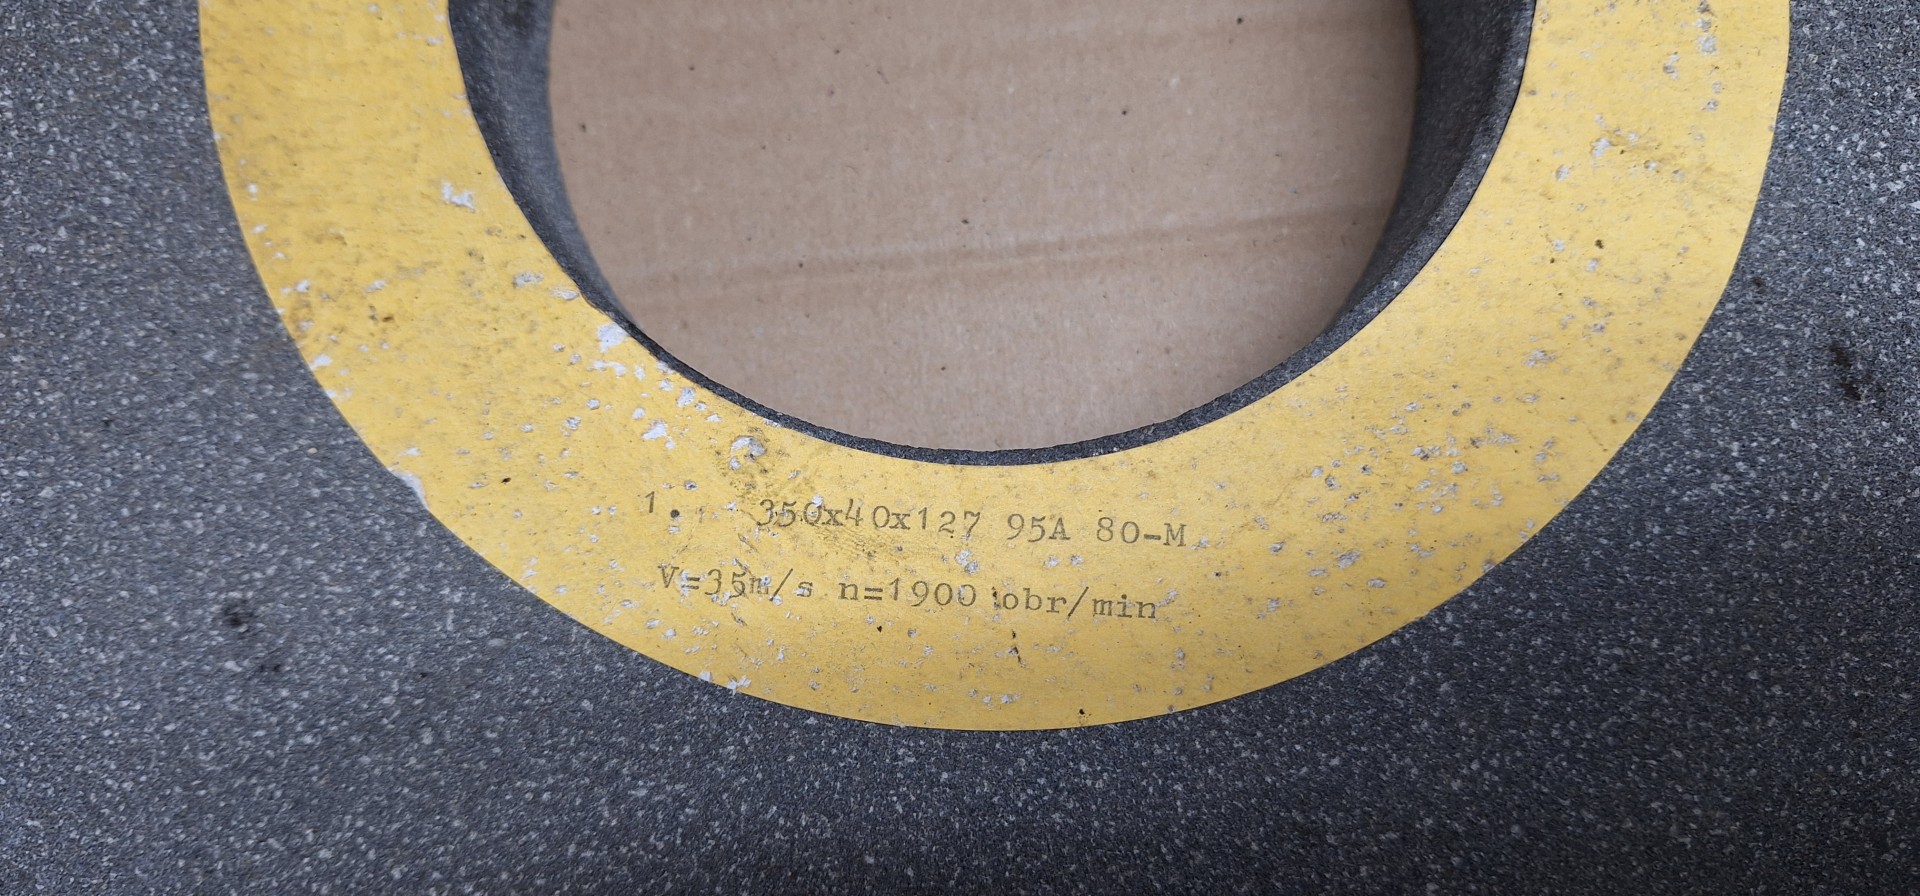 1. 350x40x127 95A 80-M
V=35m/s n=1900 obr/min